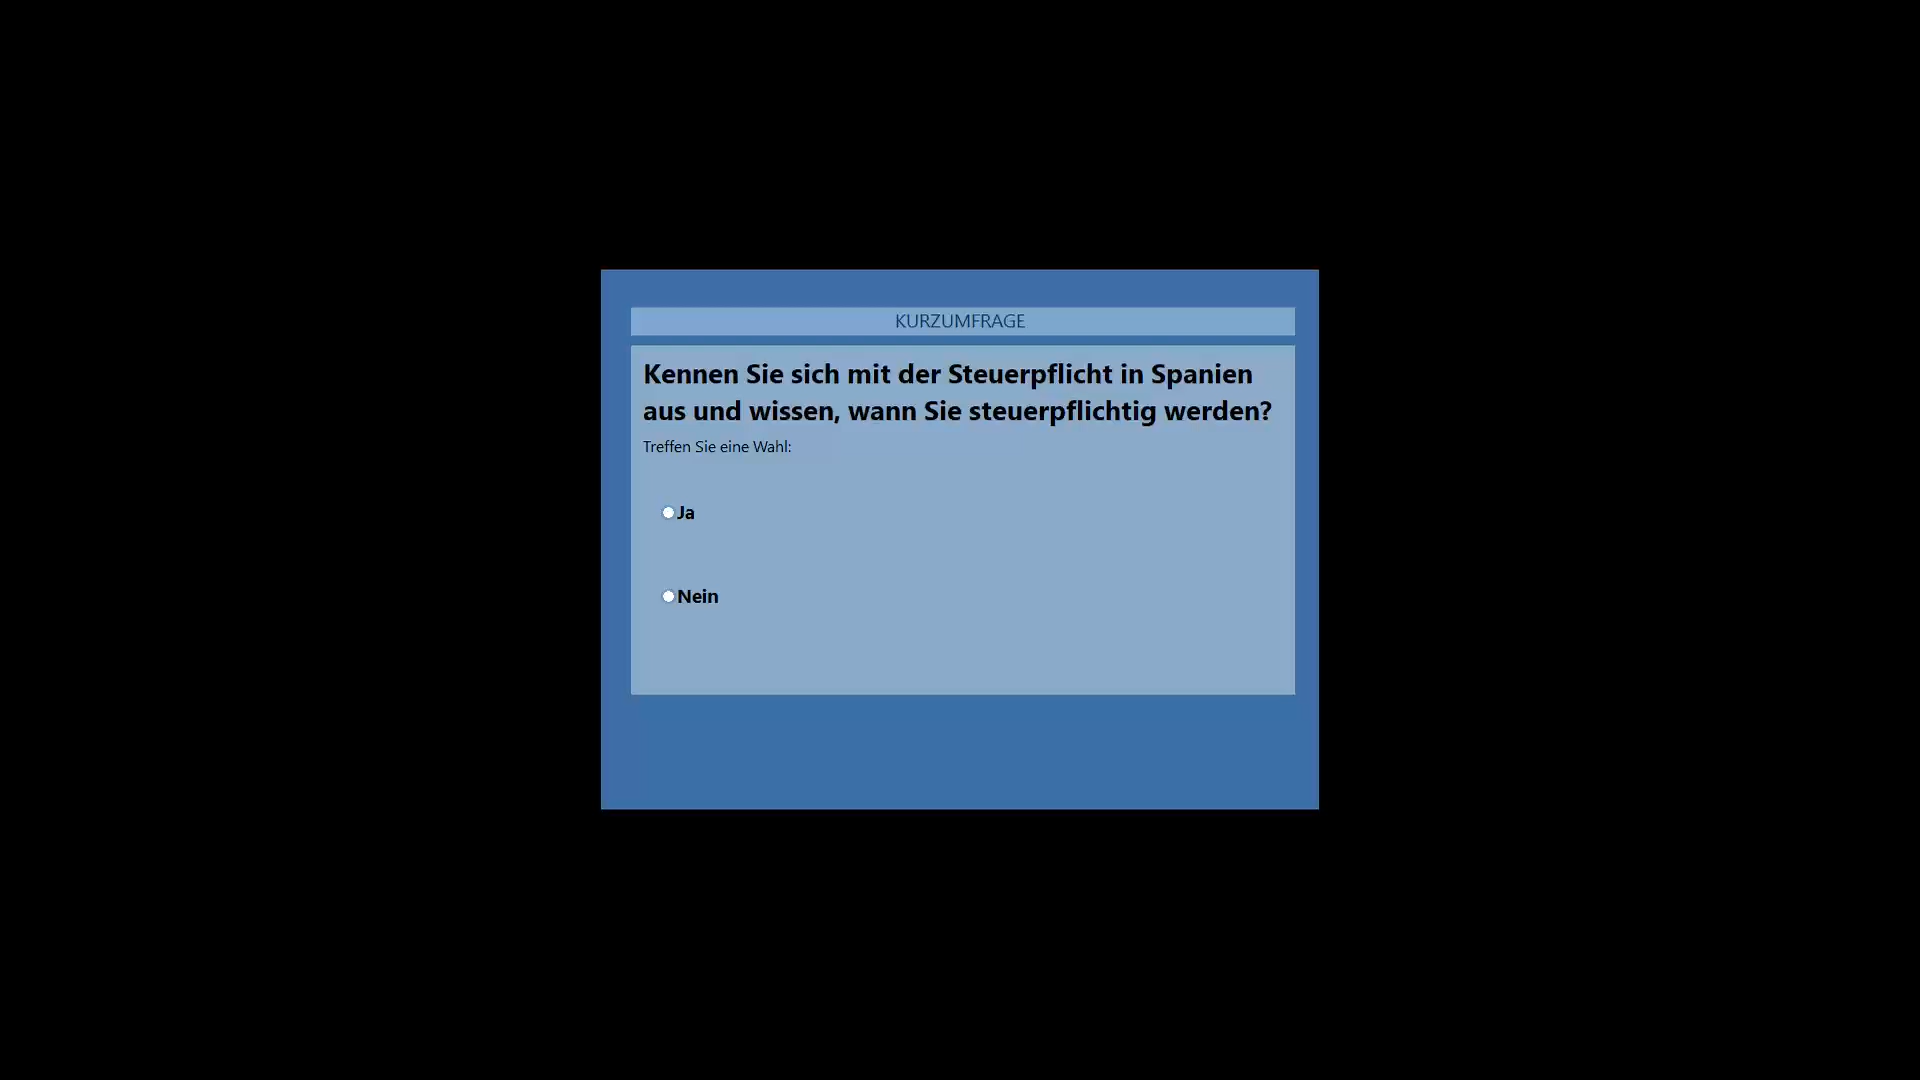 KURZUMFRAGE
Kennen Sie sich mit der Steuerpflicht in Spanien
aus und wissen, wann Sie steuerpflichtig werden?
Treffen Sie eine Wahl:
Ja
Nein